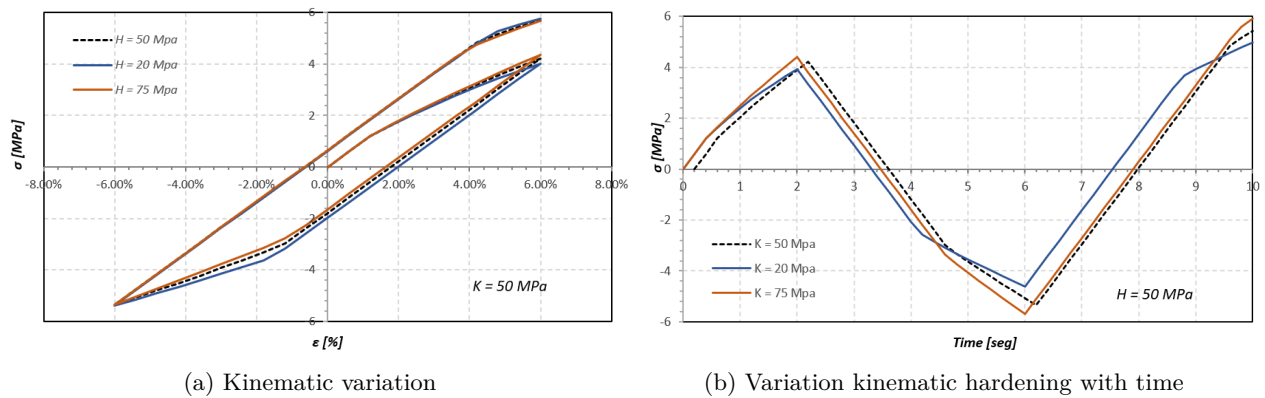 6
4
2
0
-2
-4
-6
-8.00%
-6.00%
-4.00%
-2.00%
0.00%
2.00%
4.00%
6.00%
8.00%
σ [MPa]
H = 50 Mpa
H = 20 Mpa
H = 75 Mpa
K = 50 MPa
ε [%]
(a) Kinematic variation
6
4
2
0
-2
-4
-6
0
1
2
3
4
5
6
7
8
9
10
σ [MPa]
K = 50 Mpa
K = 20 Mpa
K = 75 Mpa
H = 50 MPa
Time [seg]
(b) Variation kinematic hardening with time